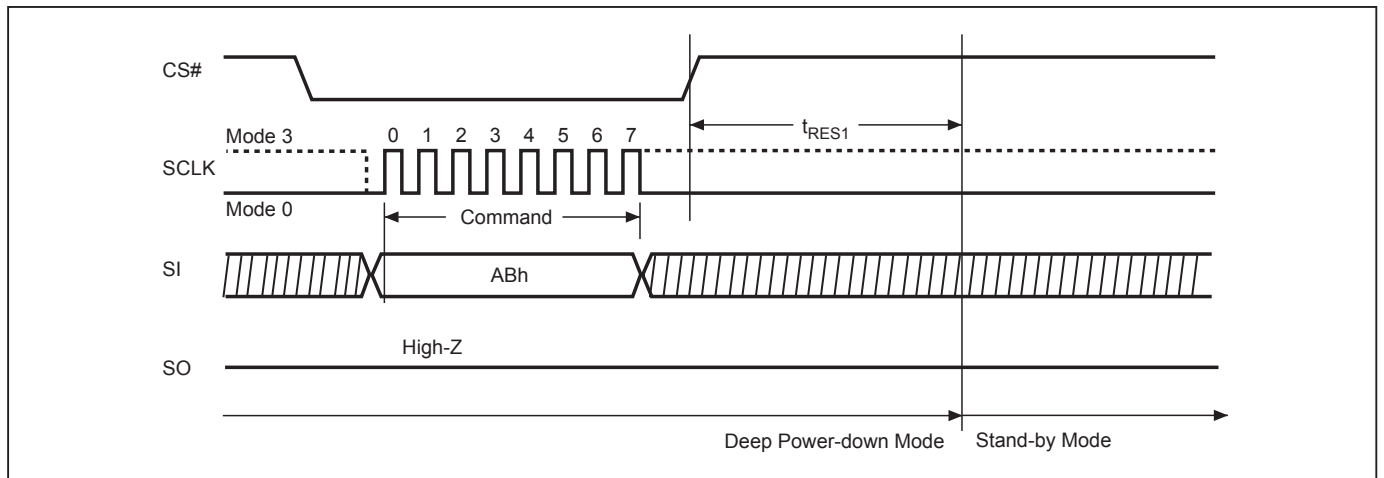 CS#
tRES1
Mode 3
0 1 2 3 4 5 6 7
SCLK
Mode 0
Command
SI
ABh
High-Z
SO
Deep Power-down Mode
Stand-by Mode